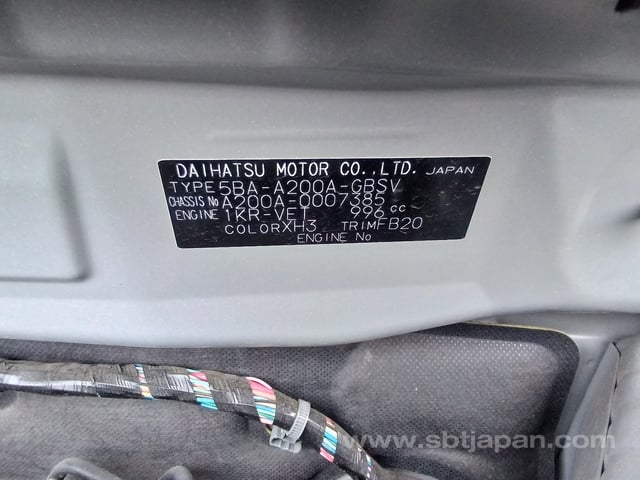 DAIHATSU MOTOR CO.,LTD. JAPAN
TYPE 5BA-A200A-GBSV
CHASSIS No A200A-0007385
ENGINE 1KR-VET 996 cc
COLOR XH3 TRIM FB20
ENGINE No
www.sbtjapan.com